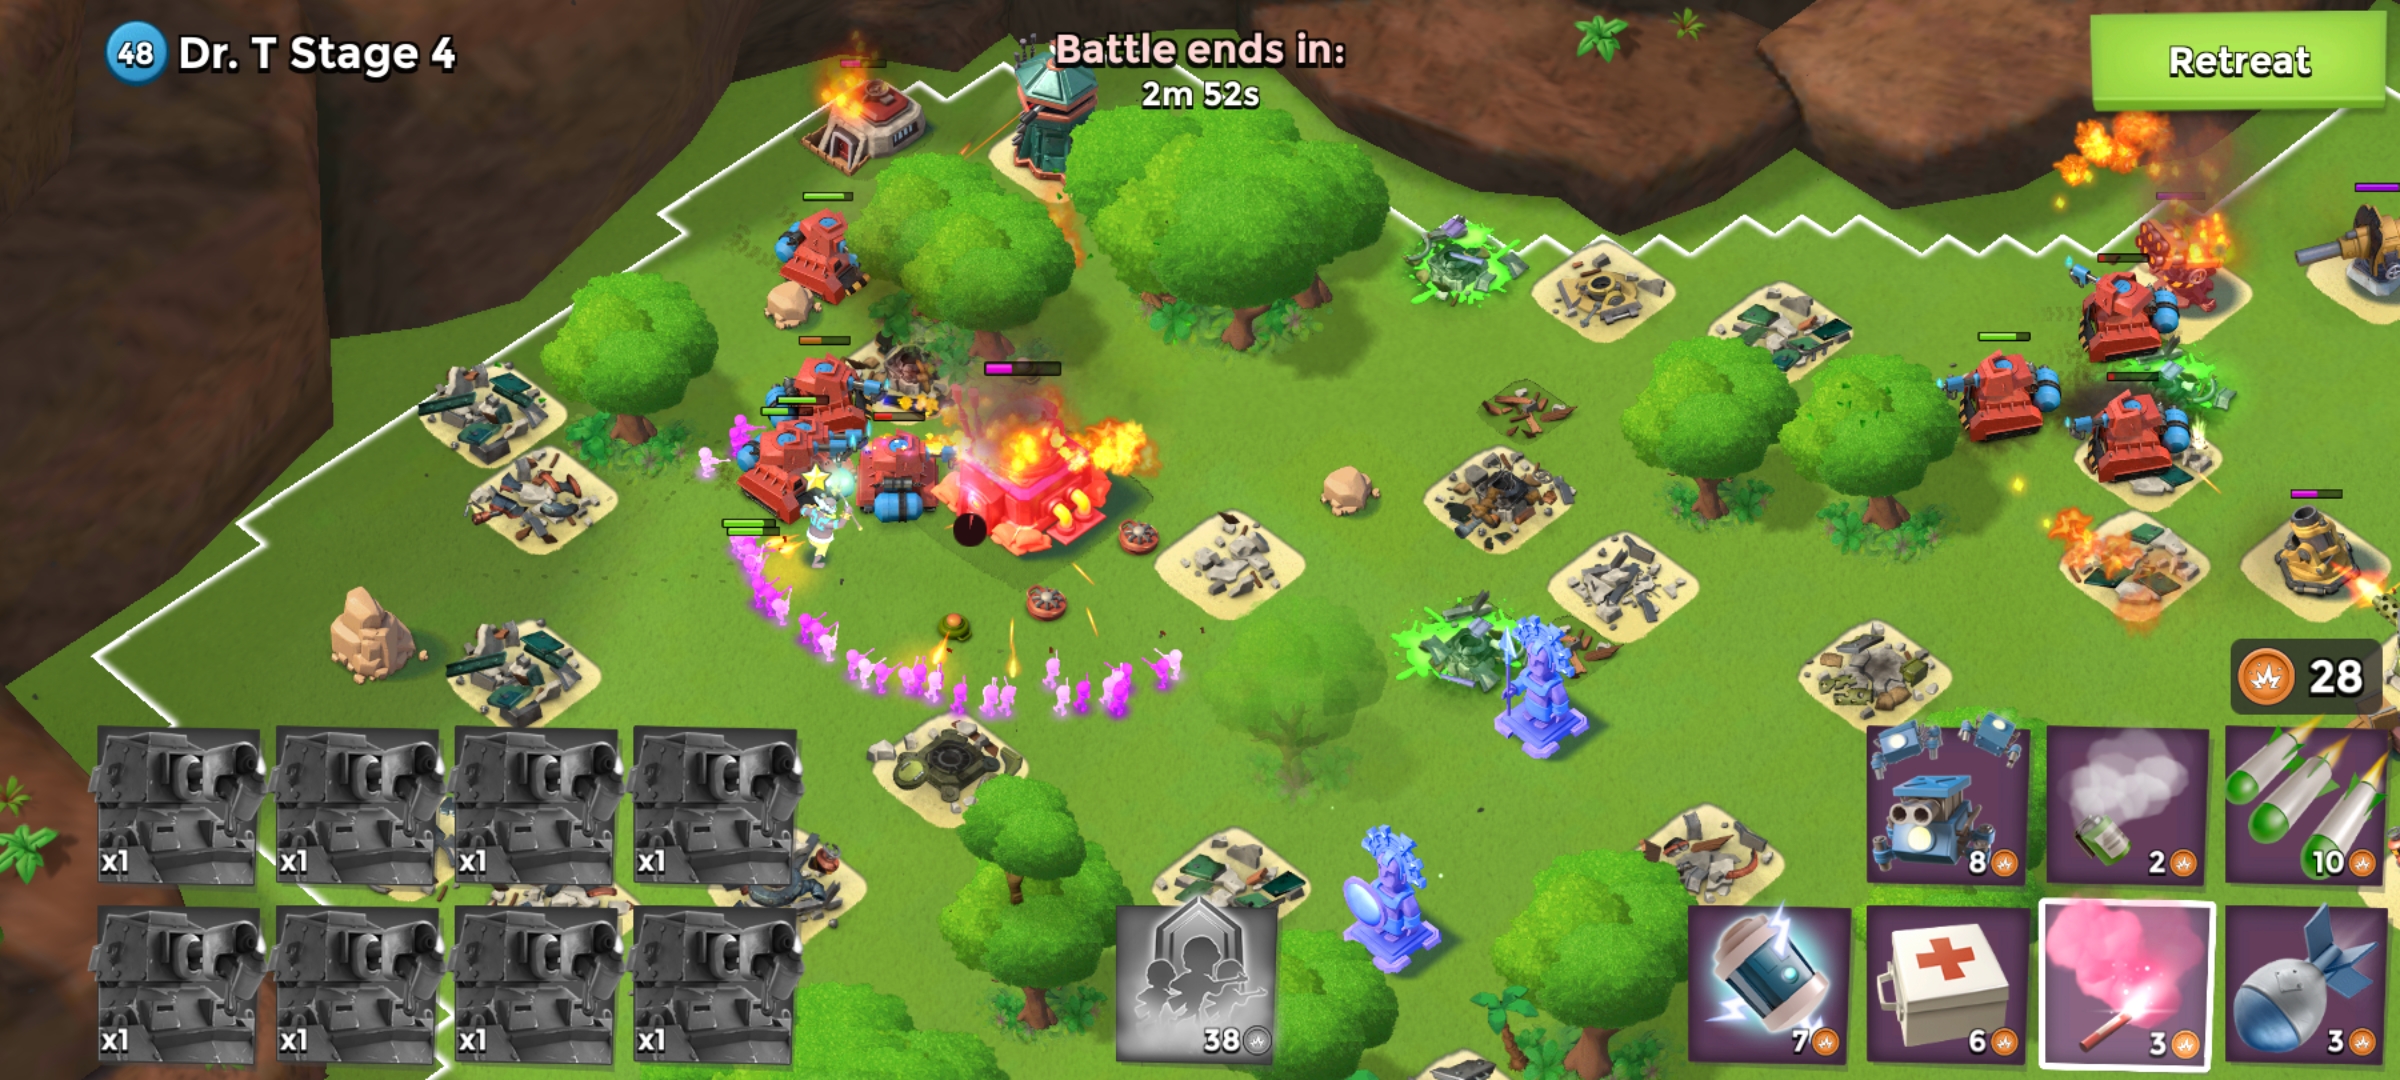 48 Dr. T Stage 4
Battle ends in:
2m 52s
Retreat
28
x1 x1 x1 x1
8 2 10
x1 x1 x1 x1
38
7 6 3 3